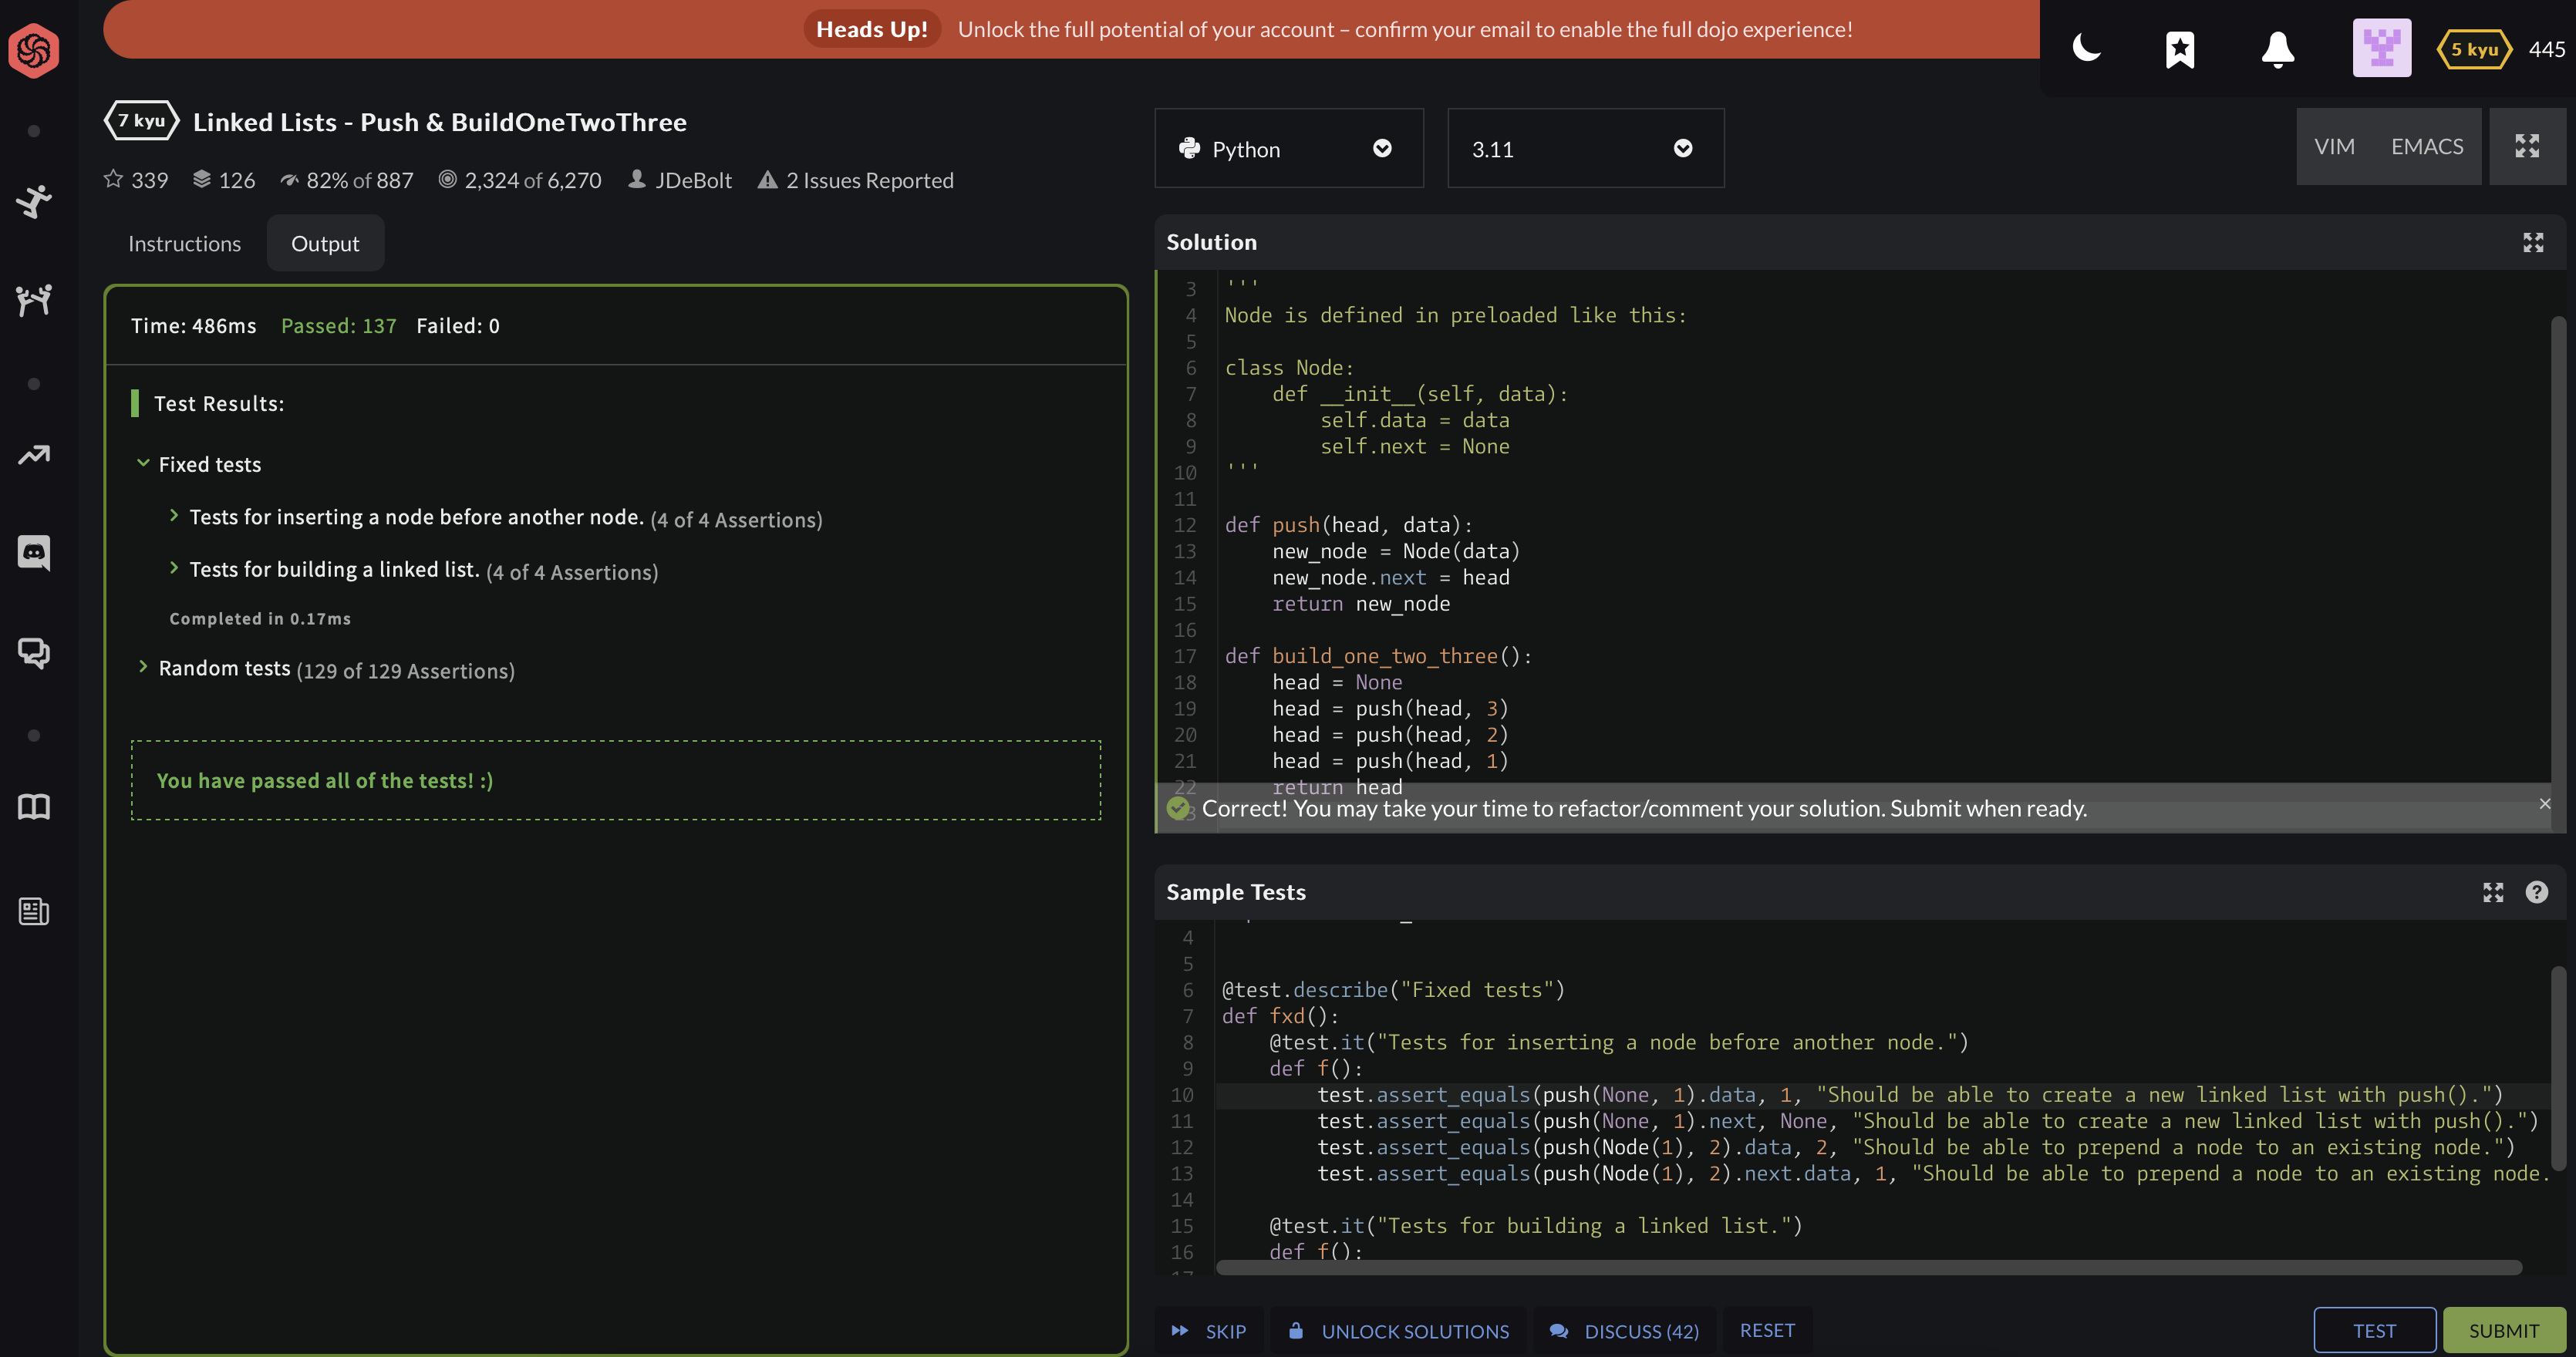 Heads Up! Unlock the full potential of your account – confirm your email to enable the full dojo experience!
5 kyu 445
7 kyu Linked Lists - Push & BuildOneTwoThree
339 126 82% of 887 2,324 of 6,270 JDeBolt 2 Issues Reported
Python 3.11 VIM EMACS
Instructions Output
Time: 486ms Passed: 137 Failed: 0
Test Results:
Fixed tests
Tests for inserting a node before another node. (4 of 4 Assertions)
Tests for building a linked list. (4 of 4 Assertions)
Completed in 0.17ms
Random tests (129 of 129 Assertions)
You have passed all of the tests! :)
Solution
3 '''
4 Node is defined in preloaded like this:
5
6 class Node:
7     def __init__(self, data):
8         self.data = data
9         self.next = None
10 '''
11
12 def push(head, data):
13     new_node = Node(data)
14     new_node.next = head
15     return new_node
16
17 def build_one_two_three():
18     head = None
19     head = push(head, 3)
20     head = push(head, 2)
21     head = push(head, 1)
22     return head
Correct! You may take your time to refactor/comment your solution. Submit when ready.
Sample Tests
4
5
6 @test.describe("Fixed tests")
7 def fxd():
8     @test.it("Tests for inserting a node before another node.")
9     def f():
10         test.assert_equals(push(None, 1).data, 1, "Should be able to create a new linked list with push().")
11         test.assert_equals(push(None, 1).next, None, "Should be able to create a new linked list with push().")
12         test.assert_equals(push(Node(1), 2).data, 2, "Should be able to prepend a node to an existing node.")
13         test.assert_equals(push(Node(1), 2).next.data, 1, "Should be able to prepend a node to an existing node.
14
15     @test.it("Tests for building a linked list.")
16     def f():
SKIP UNLOCK SOLUTIONS DISCUSS (42) RESET TEST SUBMIT